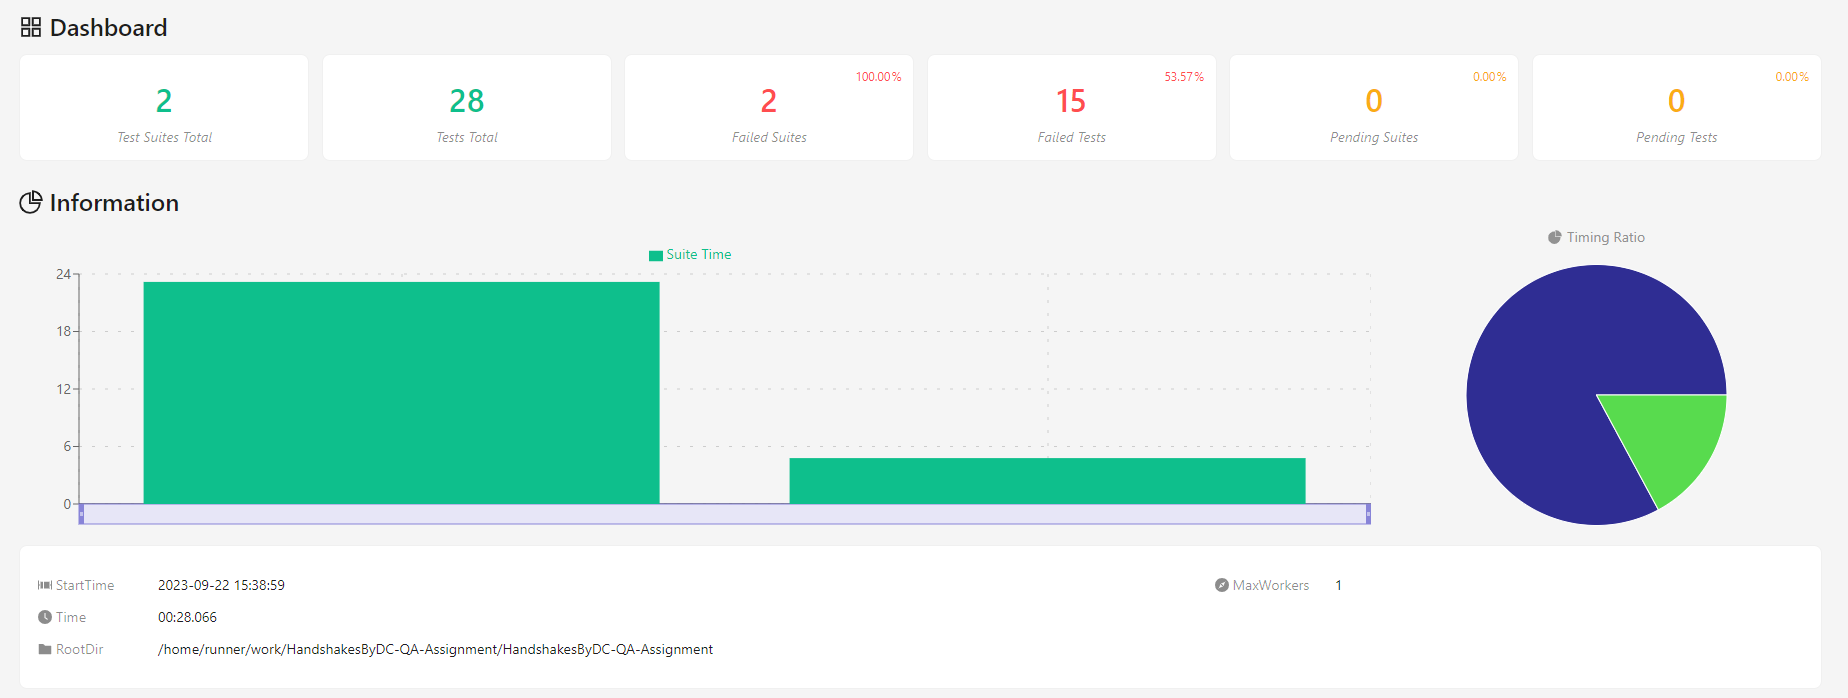 Dashboard
2
Test Suites Total
28
Tests Total
100.00%
2
Failed Suites
53.57%
15
Failed Tests
0.00%
0
Pending Suites
0.00%
0
Pending Tests
Information
Suite Time
24
18
12
6
0
Timing Ratio
StartTime 2023-09-22 15:38:59
MaxWorkers 1
Time 00:28.066
RootDir /home/runner/work/HandshakesByDC-QA-Assignment/HandshakesByDC-QA-Assignment